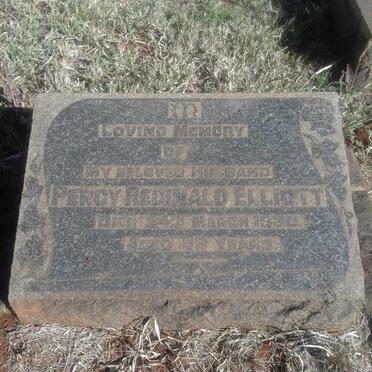 IN
LOVING MEMORY
OF
MY BELOVED HUSBAND
PERCY REGINALD ELLIOTT
DIED MARCH
AGED YEARS